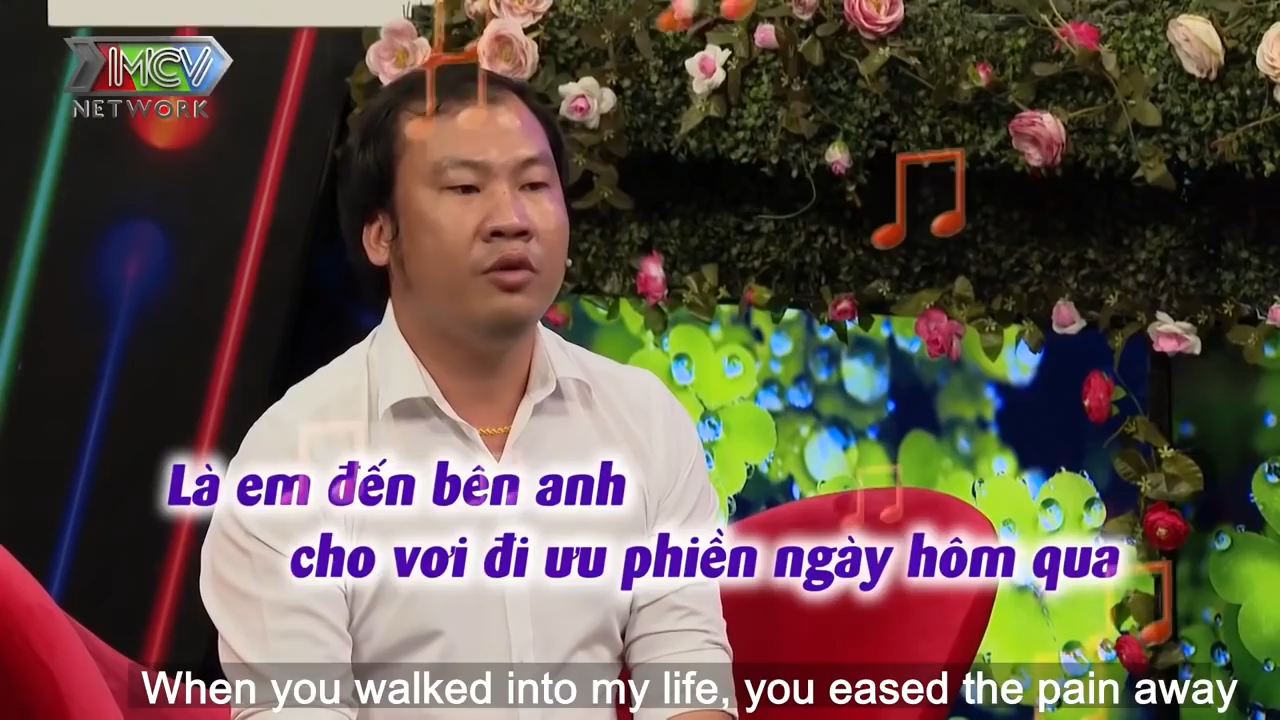 MCV
NETWORK
Là em đến bên anh
cho vơi đi ưu phiền ngày hôm qua
When you walked into my life, you eased the pain away